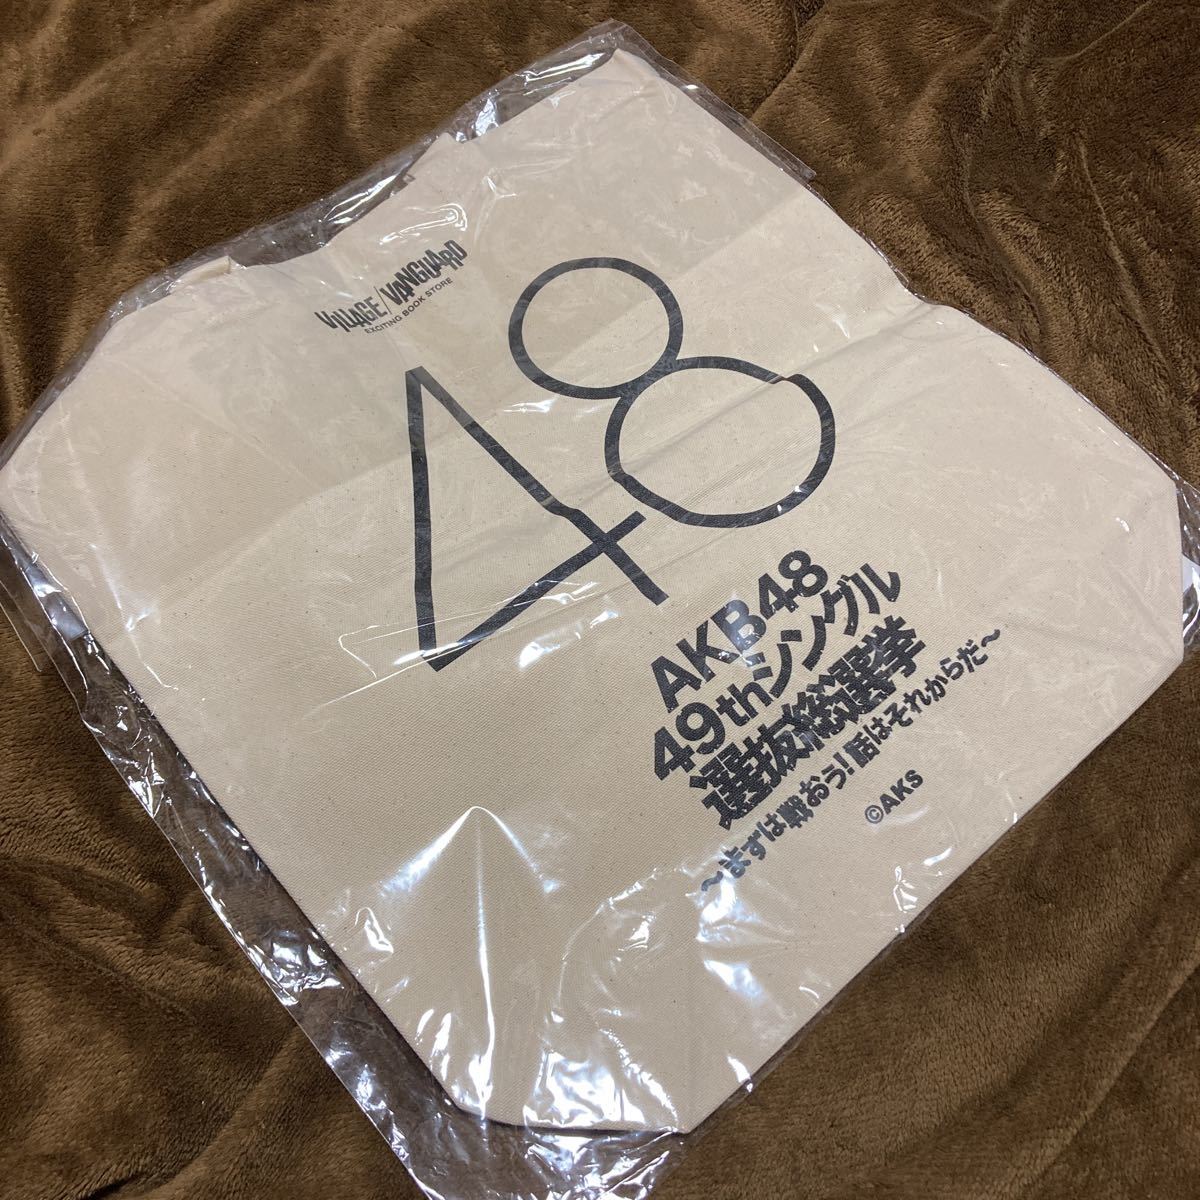 VILLAGE/VANGUARD
EXCITING BOOK STORE
48
AKB48
49thシングル
選抜総選挙
～まずは戦おう!話はそれからだ～
©AKS